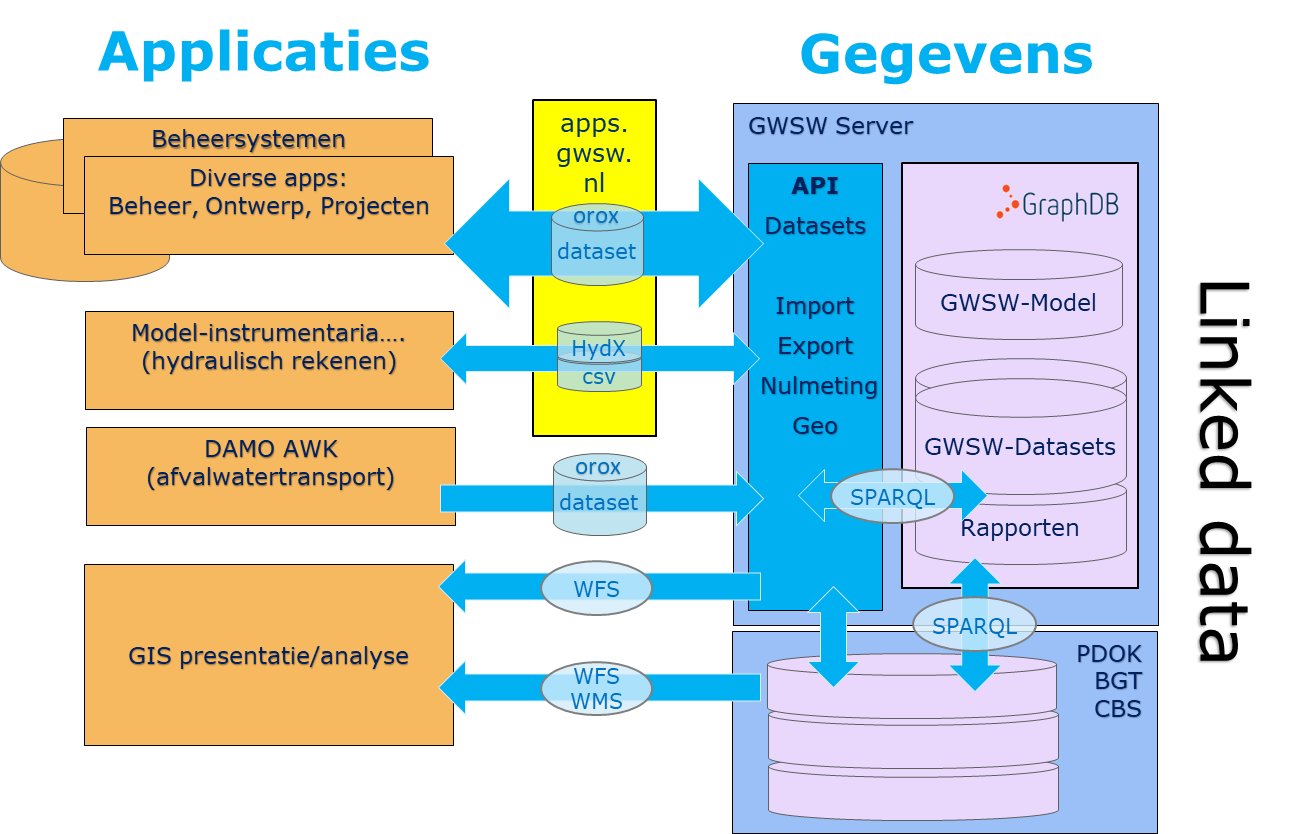 Applicaties
Gegevens
Beheersystemen
Diverse apps:
Beheer, Ontwerp, Projecten
apps.
gwsw.
nl
orox
dataset
GWSW Server
API
Datasets
Import
Export
Nulmeting
Geo
GraphDB
GWSW-Model
GWSW-Datasets
Rapporten
SPARQL
Model-instrumentaria....
(hydraulisch rekenen)
HydX
csv
DAMO AWK
(afvalwatertransport)
orox
dataset
GIS presentatie/analyse
WFS
WFS
WMS
SPARQL
PDOK
BGT
CBS
Linked data